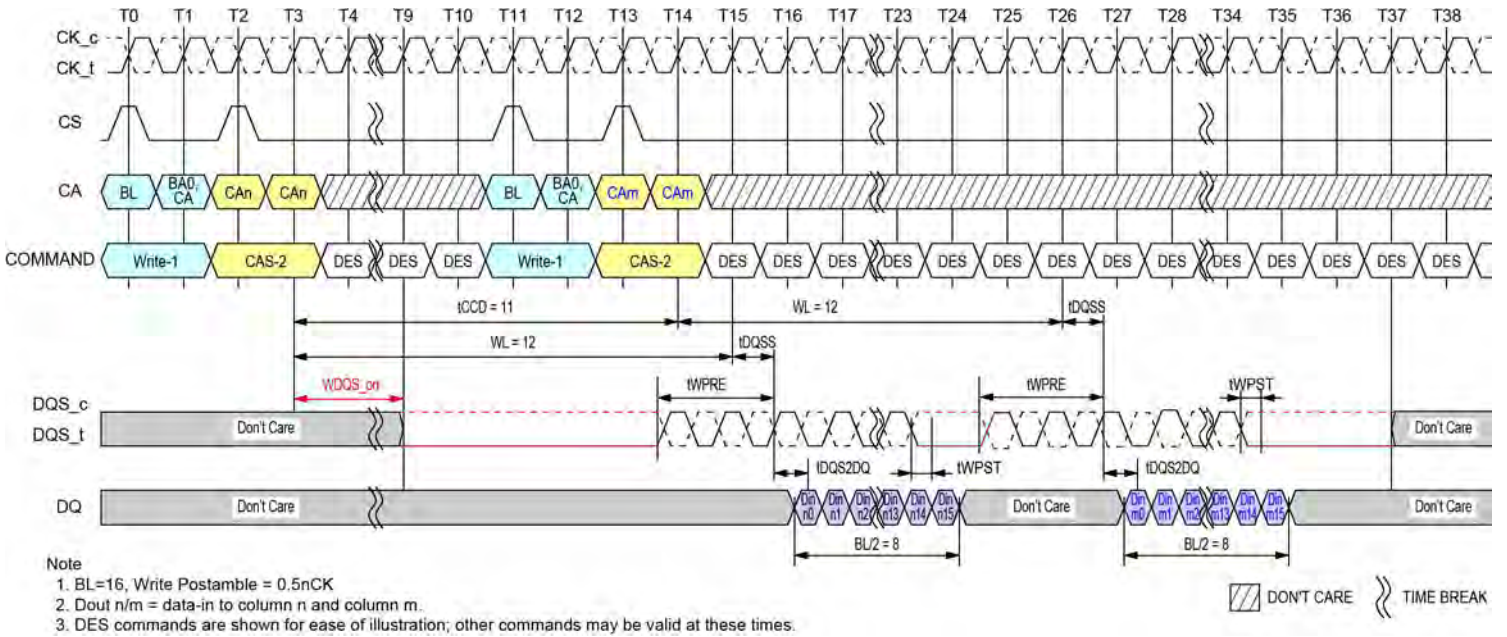 T0 T1 T2 T3 T4 T9 T10 T11 T12 T13 T14 T15 T16 T17 T23 T24 T25 T26 T27 T28 T34 T35 T36 T37 T38
CK_c
CK_t
CS
CA BL BA0, CA CAn CAn BL BA0, CA CAm CAm
COMMAND Write-1 CAS-2 DES DES DES Write-1 CAS-2 DES DES DES DES DES DES DES DES DES DES DES DES DES DES
tCCD = 11 WL = 12 tDQSS
WL = 12 tDQSS
WDQS_on tWPRE tWPRE tWPST
DQS_c
DQS_t Don't Care Don't Care
tDQS2DQ tWPST tDQS2DQ
DQ Don't Care Din n0 Din n1 Din n2 Din n13 Din n14 Din n15 Don't Care Din m0 Din m1 Din m2 Din m13 Din m14 Din m15 Don't Care
BL/2 = 8 BL/2 = 8
Note
1. BL=16, Write Postamble = 0.5nCK
2. Dout n/m = data-in to column n and column m.
3. DES commands are shown for ease of illustration; other commands may be valid at these times.
DON'T CARE TIME BREAK